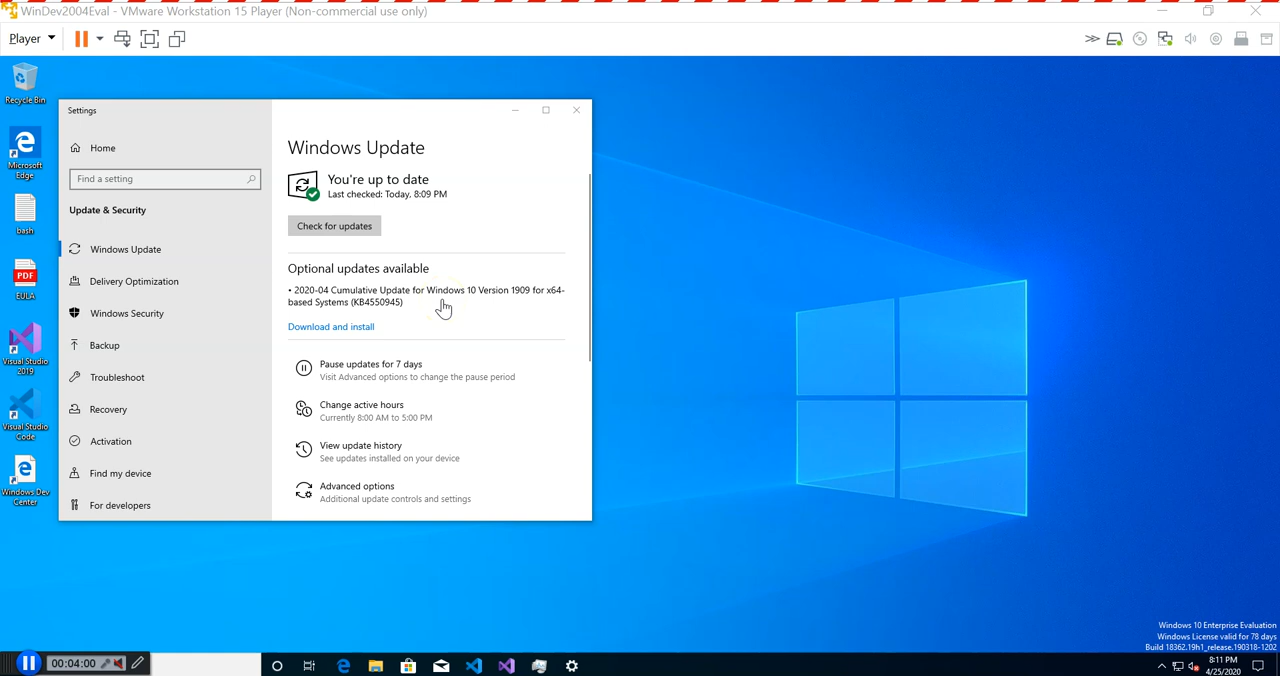 WinDev2004Eval - VMware Workstation 15 Player (Non-commercial use only)
Player
Recycle Bin
Microsoft
Edge
bash
PDF
EULA
Visual Studio
2019
Visual Studio
Code
Windows Dev
Center
Settings
Home
Find a setting
Update & Security
Windows Update
Delivery Optimization
Windows Security
Backup
Troubleshoot
Recovery
Activation
Find my device
For developers
Windows Update
You're up to date
Last checked: Today, 8:09 PM
Check for updates
Optional updates available
• 2020-04 Cumulative Update for Windows 10 Version 1909 for x64-
based Systems (KB4550945)
Download and install
Pause updates for 7 days
Visit Advanced options to change the pause period
Change active hours
Currently 8:00 AM to 5:00 PM
View update history
See updates installed on your device
Advanced options
Additional update controls and settings
Windows 10 Enterprise Evaluation
Windows License valid for 78 days
Build 18362.19h1_release.190318-1202
00:04:00
8:11 PM
4/25/2020